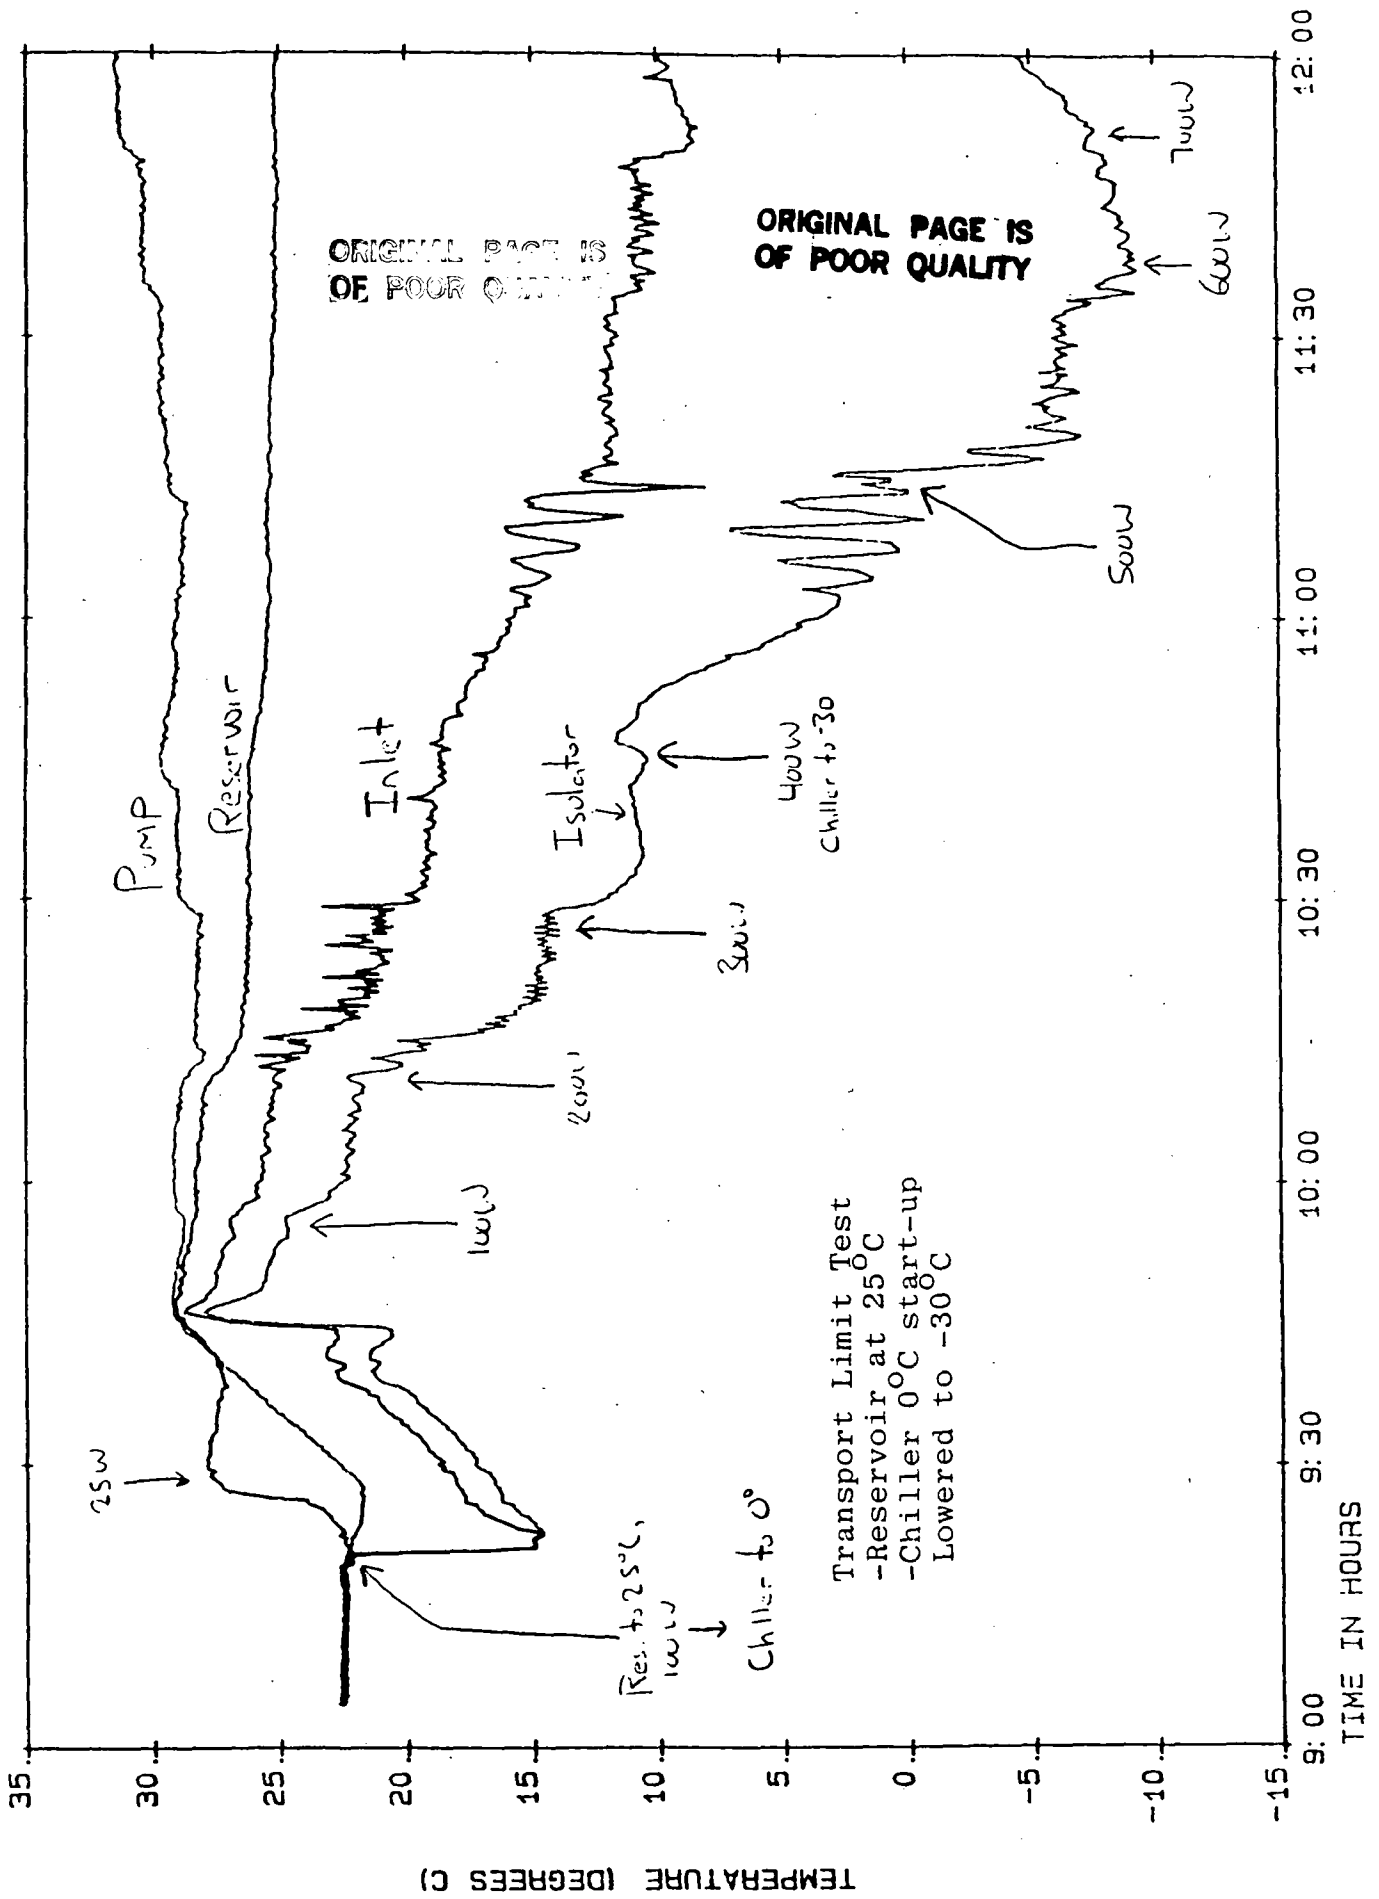 ORIGINAL PAGE IS
OF POOR QUALITY
ORIGINAL PAGE IS
OF POOR QUALITY
PUMP
Reservoir
Inlet
Isolator
25W
Res. to 25°C,
100W
Chiller to 0°
100W
200W
300W
400W
Chiller to -30
500W
600W
700W
Transport Limit Test
-Reservoir at 25°C
-Chiller 0°C start-up
Lowered to -30°C
TEMPERATURE (DEGREES C)
35.
30.
25.
20.
15.
10.
5.
0.
-5.
-10.
-15.
9:00
9:30
10:00
10:30
11:00
11:30
12:00
TIME IN HOURS